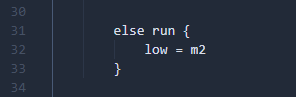 30
31 else run {
32 low = m2
33 }
34